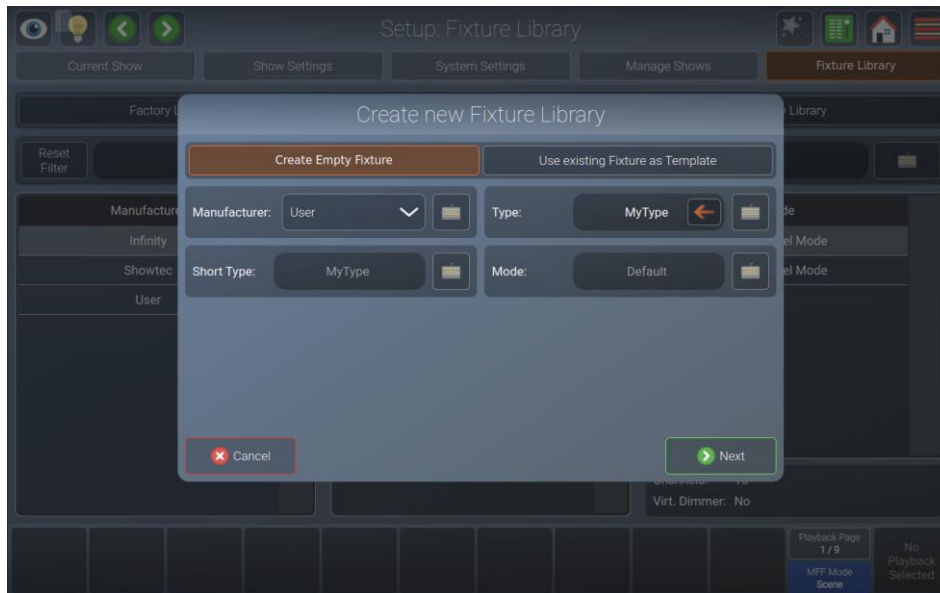 Setup: Fixture Library
Current Show
Show Settings
System Settings
Manage Shows
Fixture Library
Factory L
Library
Create new Fixture Library
Reset
Filter
Create Empty Fixture
Use existing Fixture as Template
Manufacture
de
Manufacturer:
User
Type:
MyType
Infinity
el Mode
Showtec
el Mode
Short Type:
MyType
Mode:
Default
User
Cancel
Next
Virt. Dimmer: No
Playback Page
1/9
MFF Mode
Scene
No
Playback
Selected